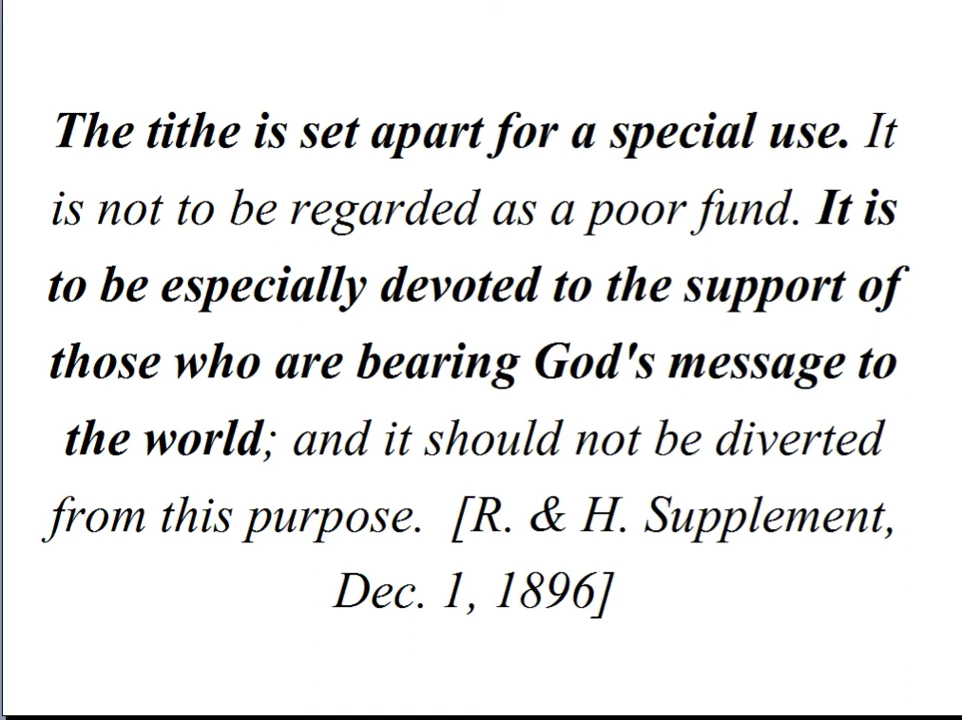 The tithe is set apart for a special use. It
is not to be regarded as a poor fund. It is
to be especially devoted to the support of
those who are bearing God's message to
the world; and it should not be diverted
from this purpose.  [R. & H. Supplement,
Dec. 1, 1896]